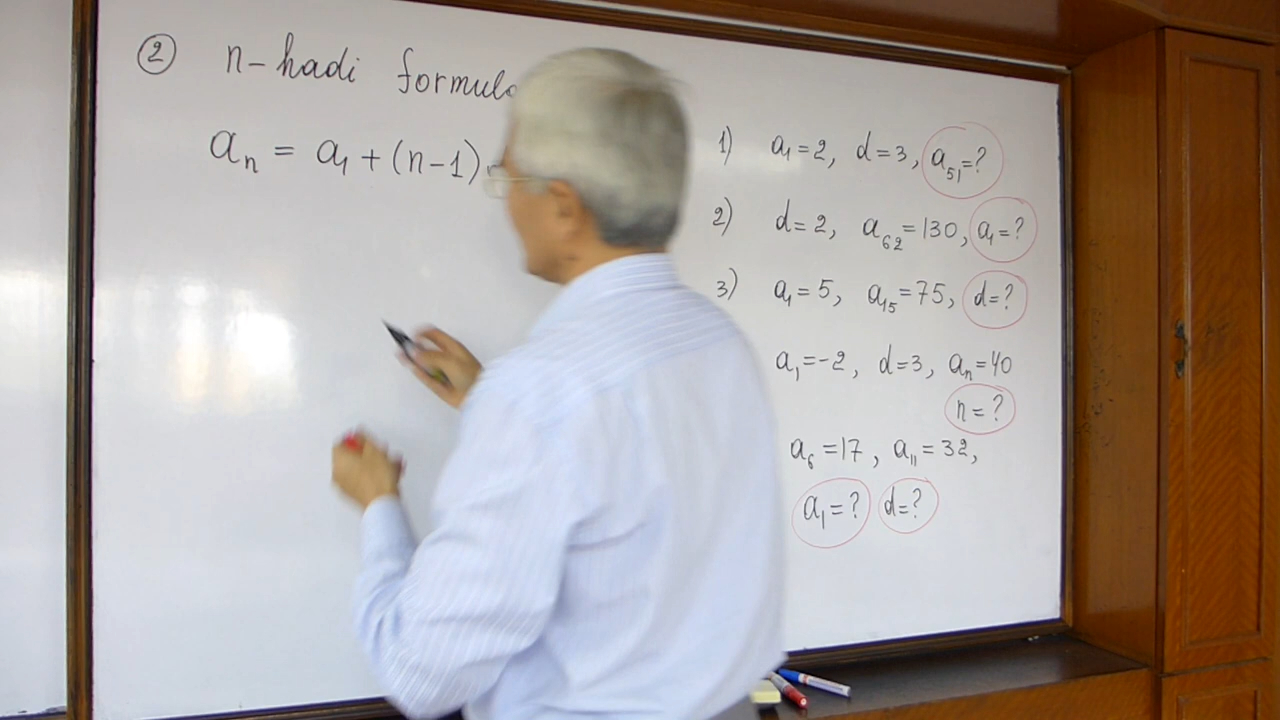 ② n-hadi formula
aₙ = a₁ + (n-1)
1) a₁=2, d=3, a₅₁=?
2) d=2, a₆₂=130, a₁=?
3) a₁=5, a₁₅=75, d=?
a₁=-2, d=3, aₙ=40
n=?
a₆=17, a₁₁=32,
a₁=? d=?